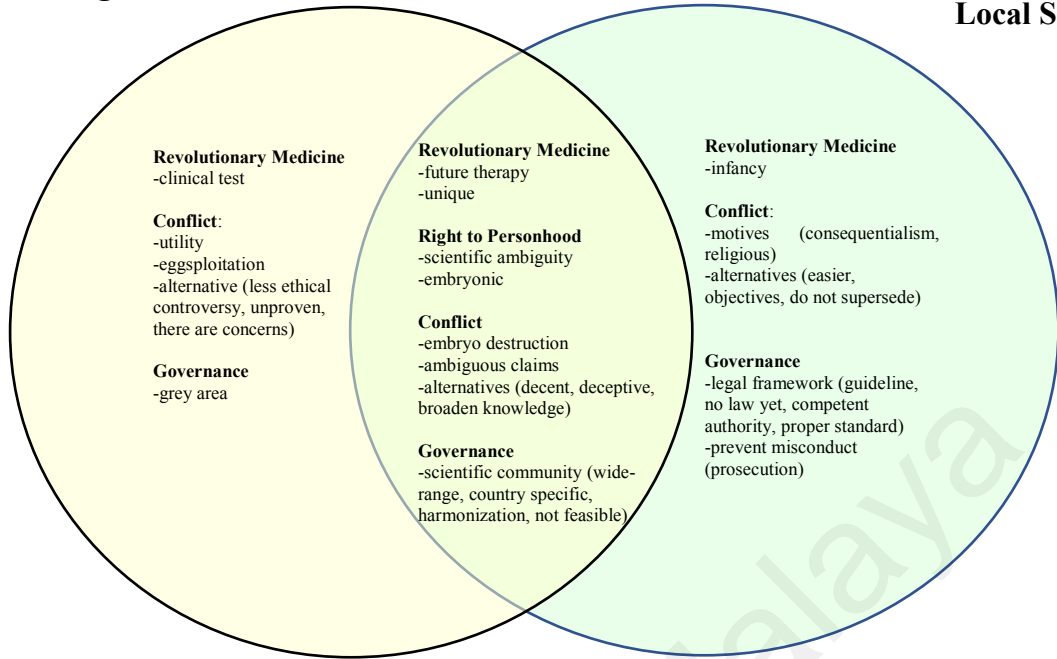 Local S
Revolutionary Medicine
-clinical test
Conflict:
-utility
-eggsploitation
-alternative (less ethical
controversy, unproven,
there are concerns)
Governance
-grey area
Revolutionary Medicine
-future therapy
-unique
Right to Personhood
-scientific ambiguity
-embryonic
Conflict
-embryo destruction
-ambiguous claims
-alternatives (decent, deceptive,
broaden knowledge)
Governance
-scientific community (wide-
range, country specific,
harmonization, not feasible)
Revolutionary Medicine
-infancy
Conflict:
-motives (consequentialism,
religious)
-alternatives (easier,
objectives, do not supersede)
Governance
-legal framework (guideline,
no law yet, competent
authority, proper standard)
-prevent misconduct
(prosecution)
alaya